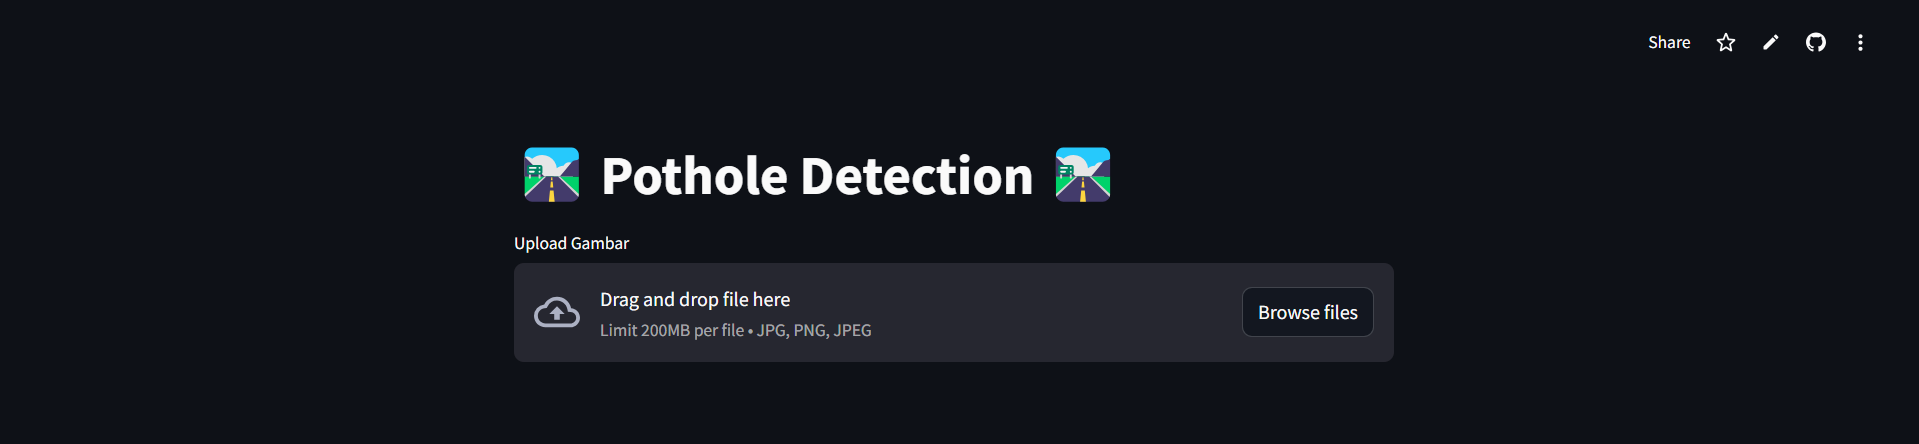 Share
Pothole Detection
Upload Gambar
Drag and drop file here
Limit 200MB per file • JPG, PNG, JPEG
Browse files